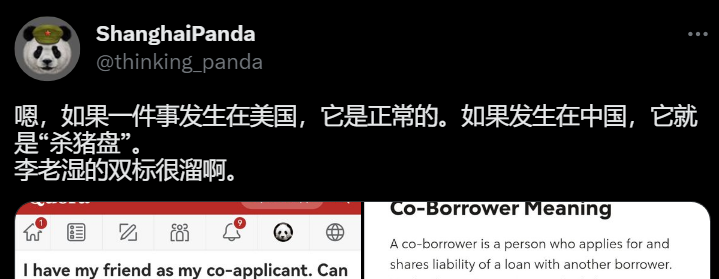 ShanghaiPanda
@thinking_panda
嗯，如果一件事发生在美国，它是正常的。如果发生在中国，它就
是“杀猪盘”。
李老湿的双标很溜啊。
1
9
I have my friend as my co-applicant. Can
Co-Borrower Meaning
A co-borrower is a person who applies for and
shares liability of a loan with another borrower.